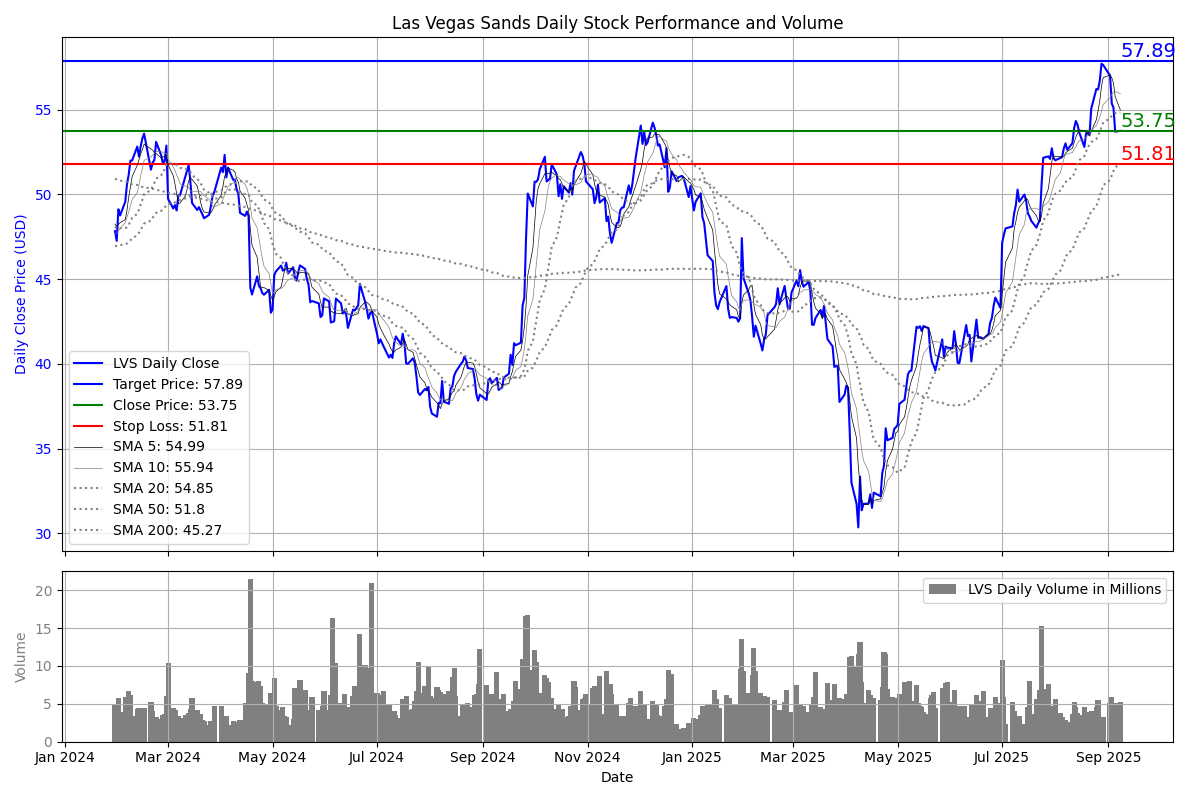 Las Vegas Sands Daily Stock Performance and Volume
57.89
55
53.75
51.81
50
45
40
35
30
Daily Close Price (USD)
LVS Daily Close
Target Price: 57.89
Close Price: 53.75
Stop Loss: 51.81
SMA 5: 54.99
SMA 10: 55.94
SMA 20: 54.85
SMA 50: 51.8
SMA 200: 45.27
20
15
10
5
0
Volume
LVS Daily Volume in Millions
Jan 2024 Mar 2024 May 2024 Jul 2024 Sep 2024 Nov 2024 Jan 2025 Mar 2025 May 2025 Jul 2025 Sep 2025
Date